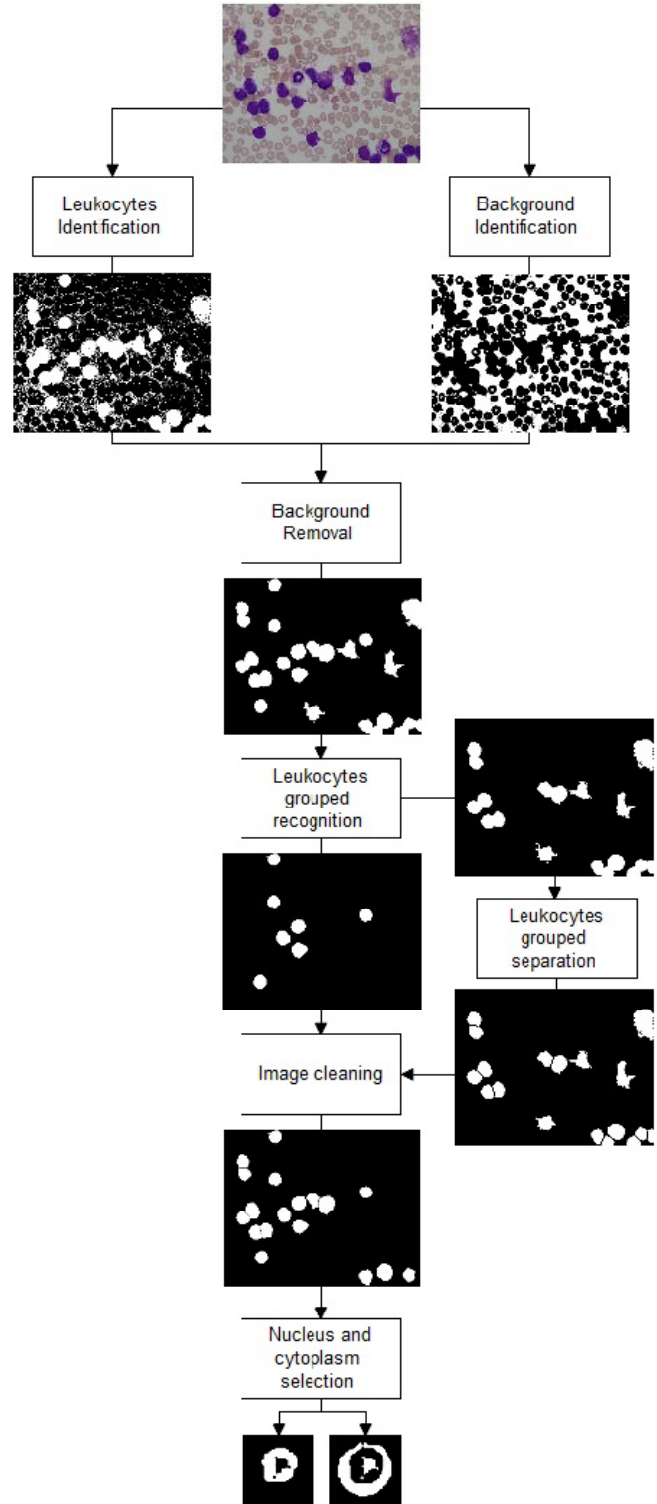 Leukocytes
Identification
Background
Identification
Background
Removal
Leukocytes
grouped
recognition
Leukocytes
grouped
separation
Image cleaning
Nucleus and
cytoplasm
selection